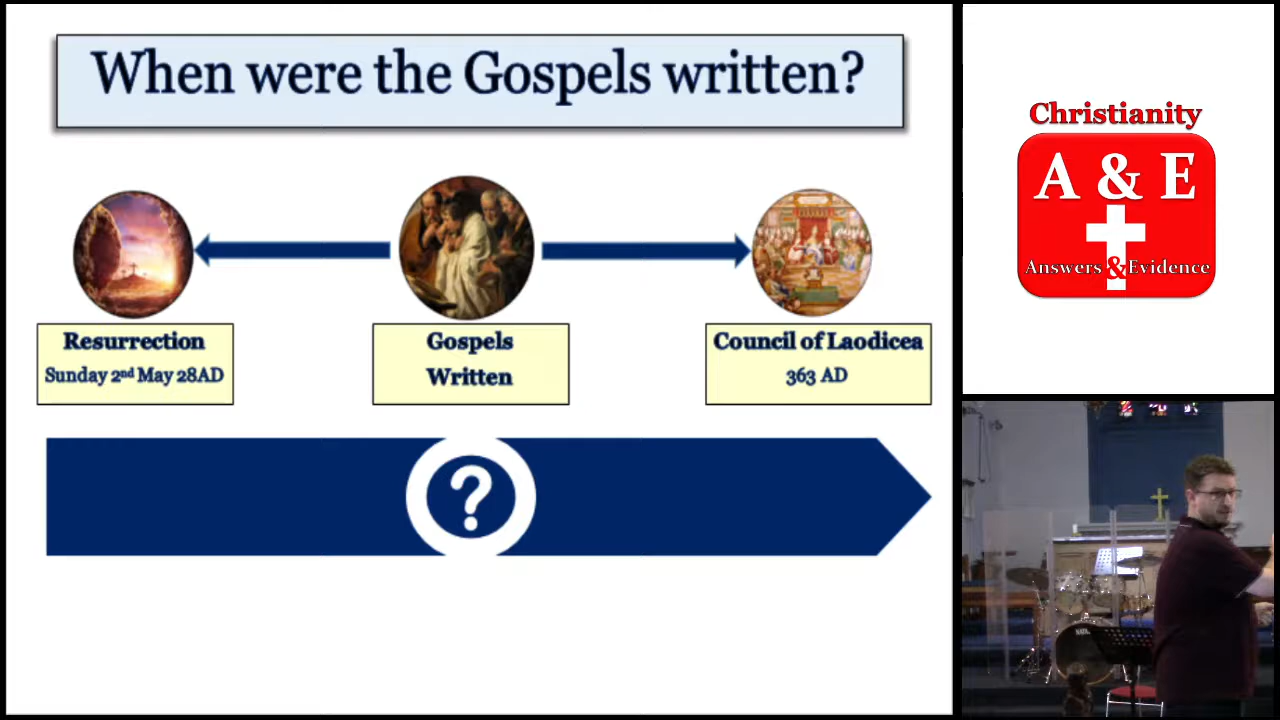 When were the Gospels written?
Resurrection
Sunday 2nd May 28AD
Gospels
Written
Council of Laodicea
363 AD
?
Christianity
A & E
Answers & Evidence